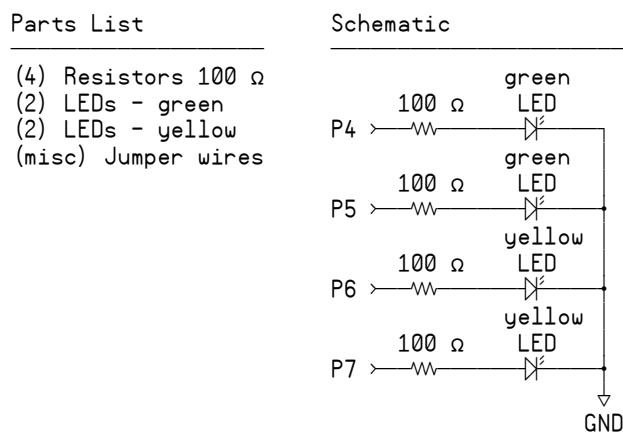 Parts List
(4) Resistors 100 Ω
(2) LEDs - green
(2) LEDs - yellow
(misc) Jumper wires
Schematic
green
100 Ω LED
P4
green
100 Ω LED
P5
yellow
100 Ω LED
P6
yellow
100 Ω LED
P7
GND